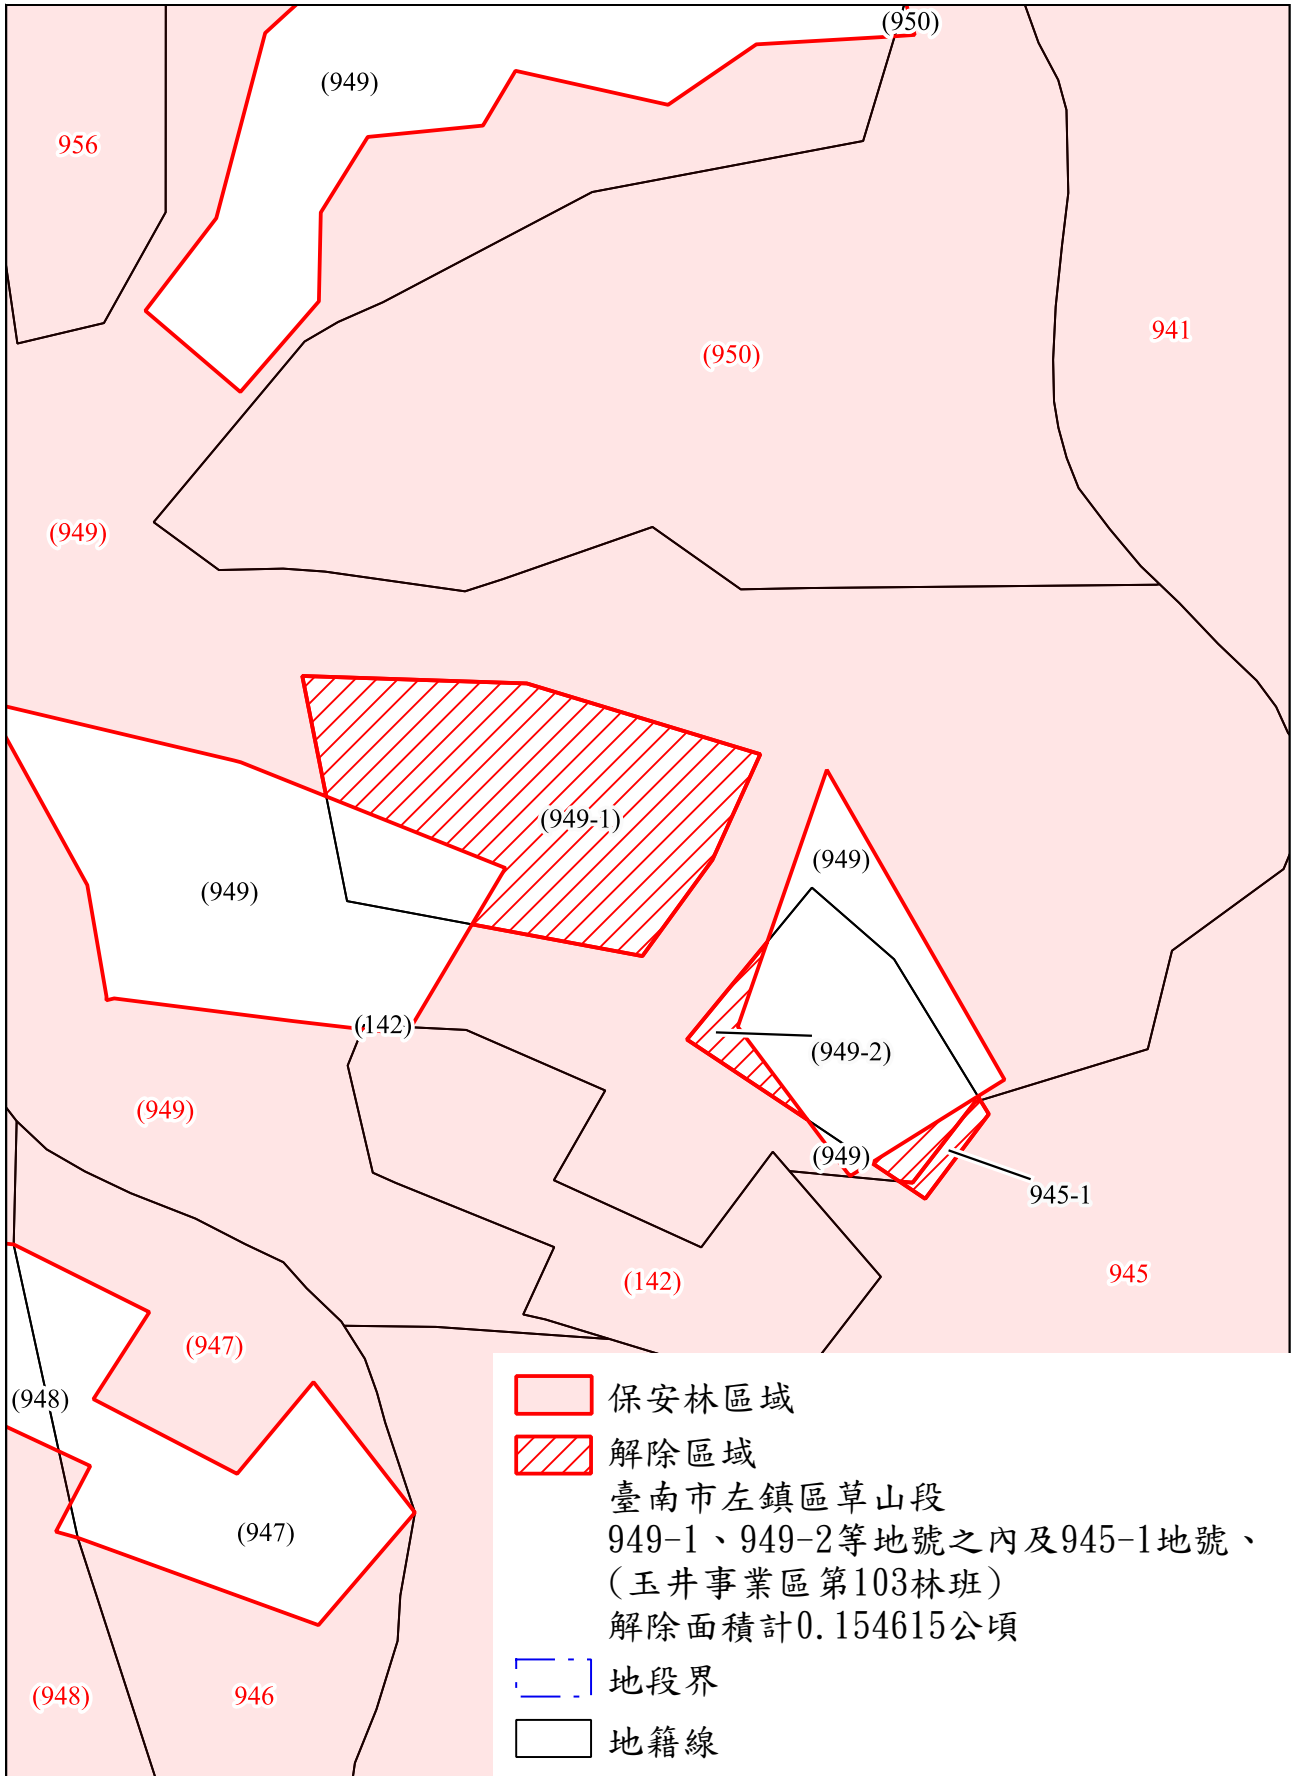 (950)
(949)
956
941
(950)
(949)
(949-1)
(949)
(949)
(142)
(949-2)
(949)
(949)
945-1
945
(142)
(947)
(948)
(947)
(948)
946
保安林區域
解除區域
臺南市左鎮區草山段
949-1、949-2等地號之內及945-1地號、
(玉井事業區第103林班)
解除面積計0.154615公頃
地段界
地籍線